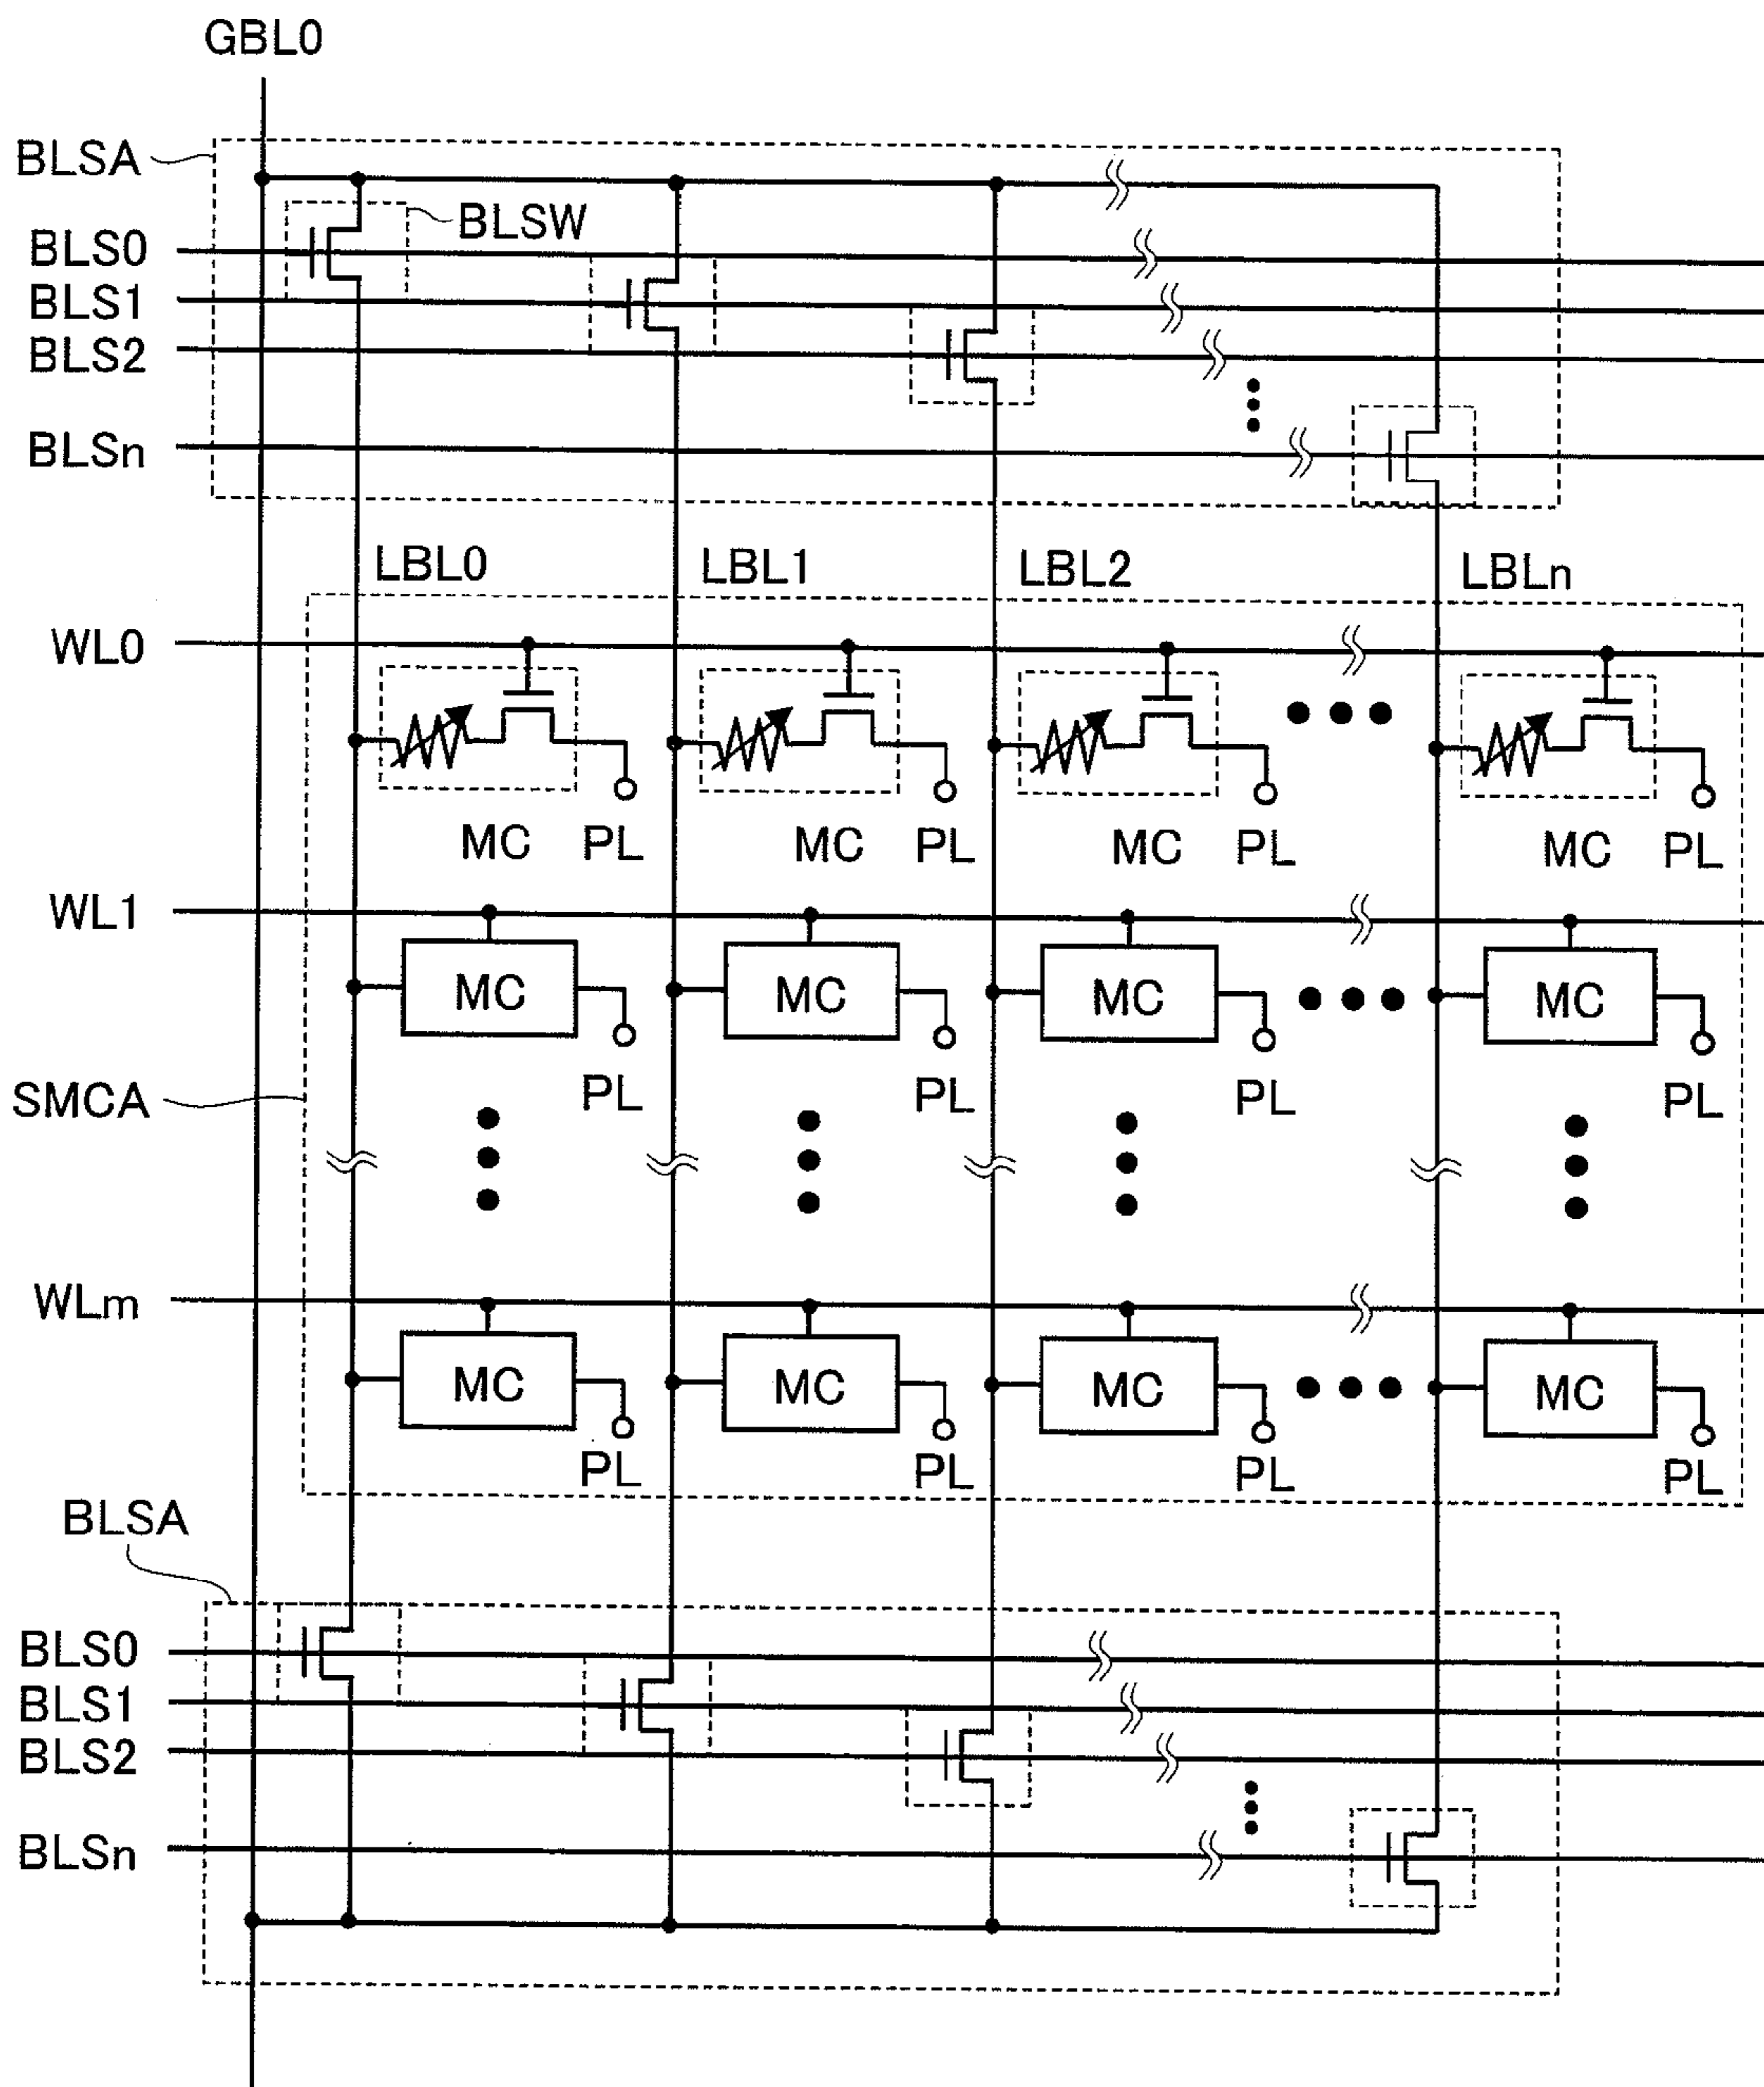 GBL0
BLSA
BLSW
BLS0
BLS1
BLS2
BLSn
LBL0 LBL1 LBL2 LBLn
WL0
MC PL MC PL MC PL MC PL
WL1
MC MC MC MC
PL PL PL PL
SMCA
WLm
MC MC MC MC
PL PL PL PL
BLSA
BLS0
BLS1
BLS2
BLSn